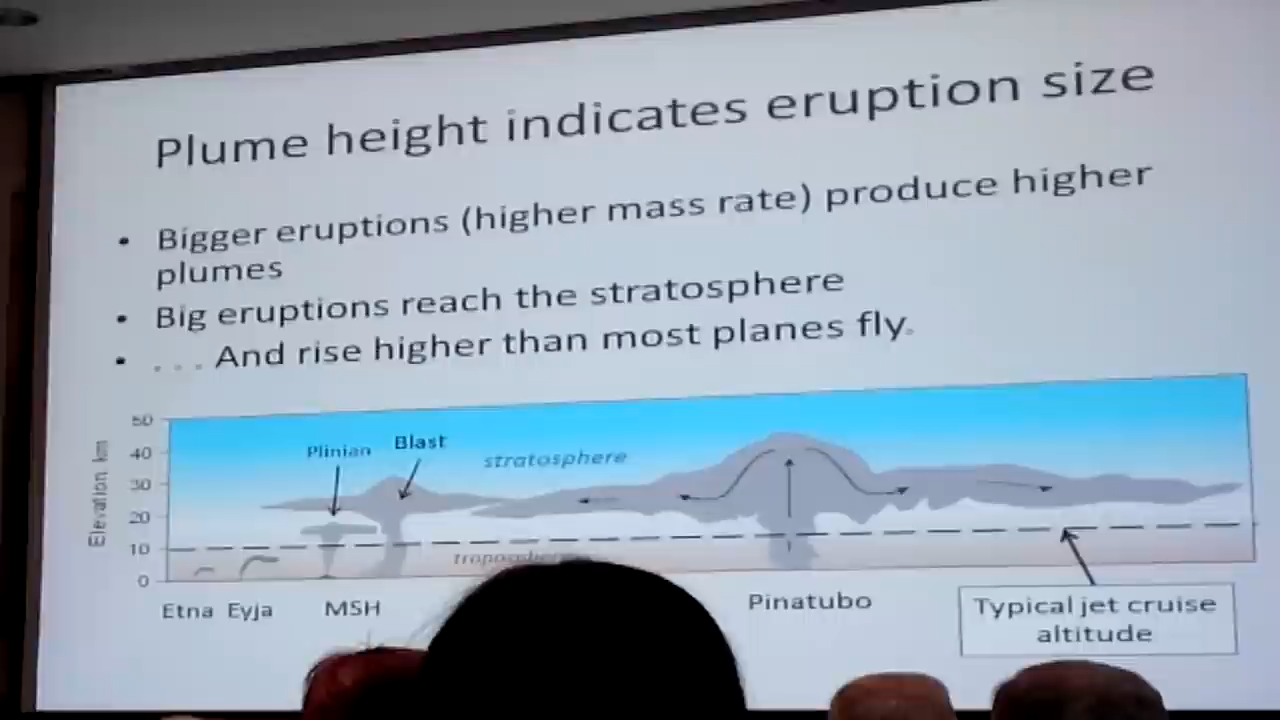 Plume height indicates eruption size
• Bigger eruptions (higher mass rate) produce higher
plumes
• Big eruptions reach the stratosphere
• . . . And rise higher than most planes fly.
50
40
30
20
10
0
Elevation km
Plinian
Blast
stratosphere
troposphere
Etna Eyja MSH Pinatubo
Typical jet cruise
altitude